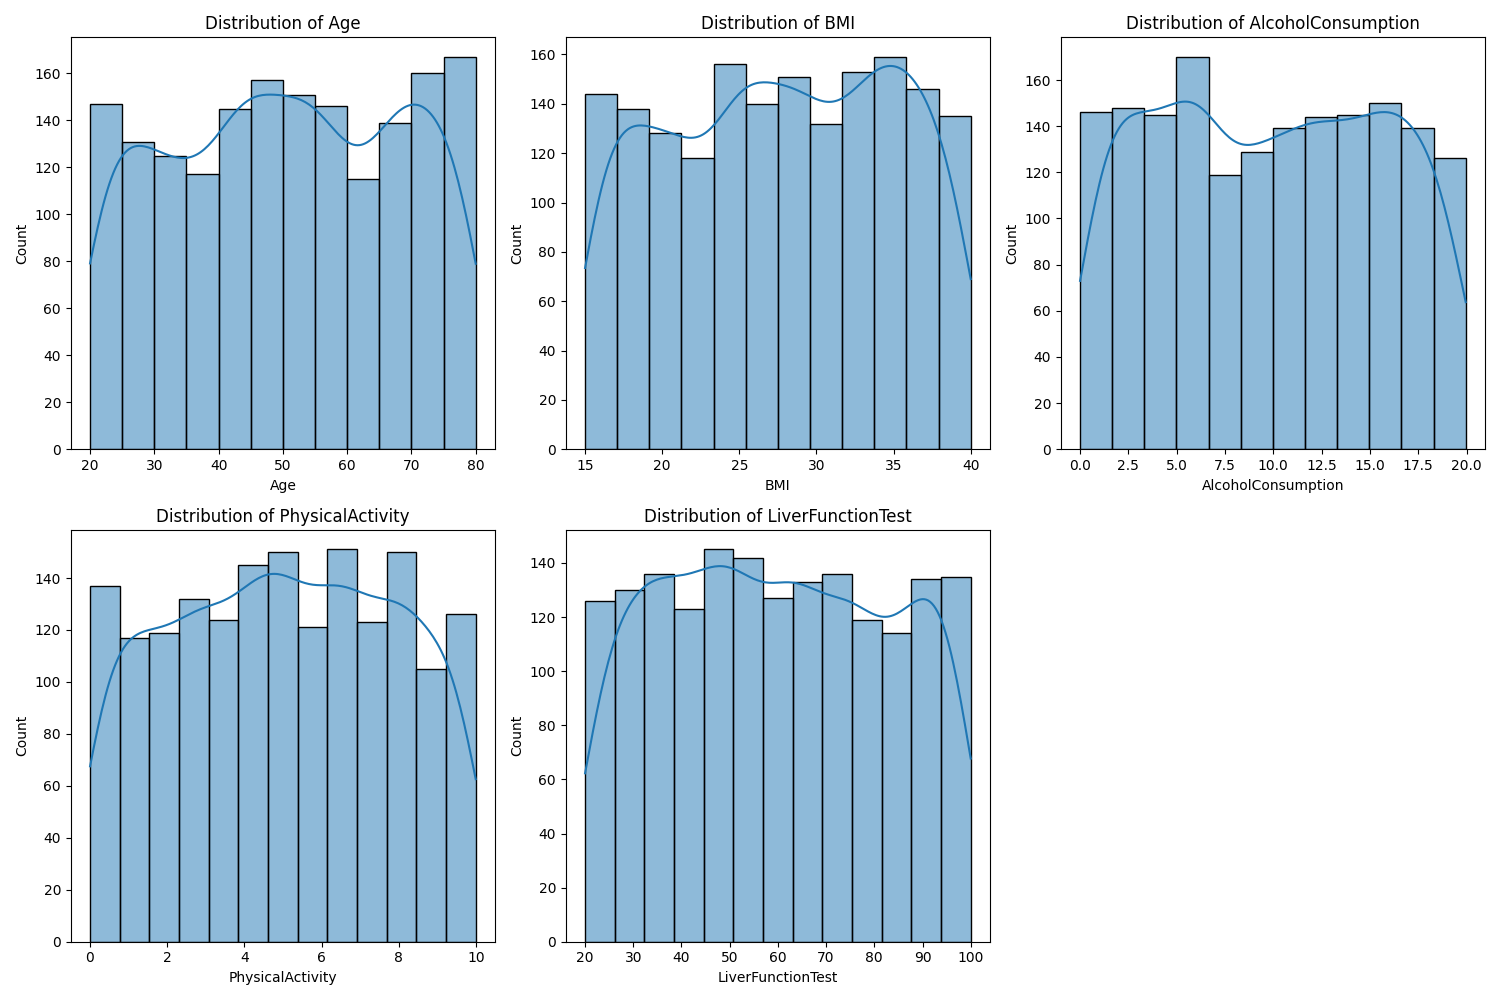 Distribution of Age
Distribution of BMI
Distribution of AlcoholConsumption
Count
160
140
120
100
80
60
40
20
0
20 30 40 50 60 70 80
Age
Count
160
140
120
100
80
60
40
20
0
15 20 25 30 35 40
BMI
Count
160
140
120
100
80
60
40
20
0
0.0 2.5 5.0 7.5 10.0 12.5 15.0 17.5 20.0
AlcoholConsumption
Distribution of PhysicalActivity
Distribution of LiverFunctionTest
Count
140
120
100
80
60
40
20
0
0 2 4 6 8 10
PhysicalActivity
Count
140
120
100
80
60
40
20
0
20 30 40 50 60 70 80 90 100
LiverFunctionTest